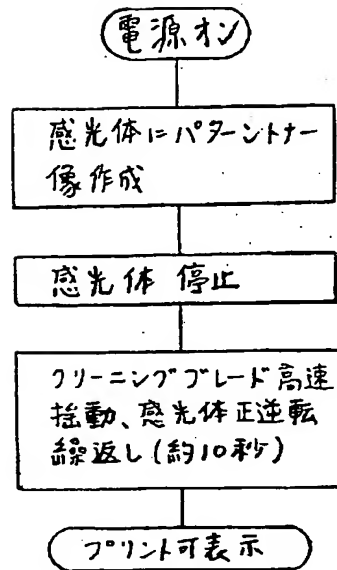 電源オン
感光体にパターントナー
像作成
感光体 停止
クリーニングブレード高速
揺動、感光体正逆転
繰返し(約10秒)
プリント可表示